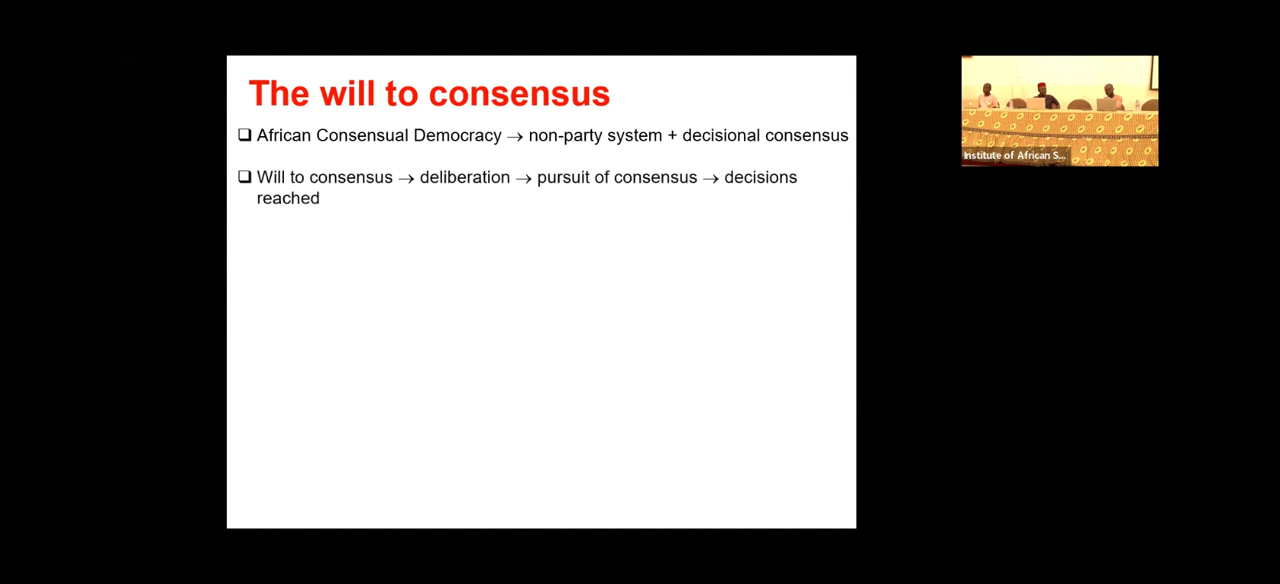 The will to consensus
❑ African Consensual Democracy → non-party system + decisional consensus
❑ Will to consensus → deliberation → pursuit of consensus → decisions
reached
Institute of African S...